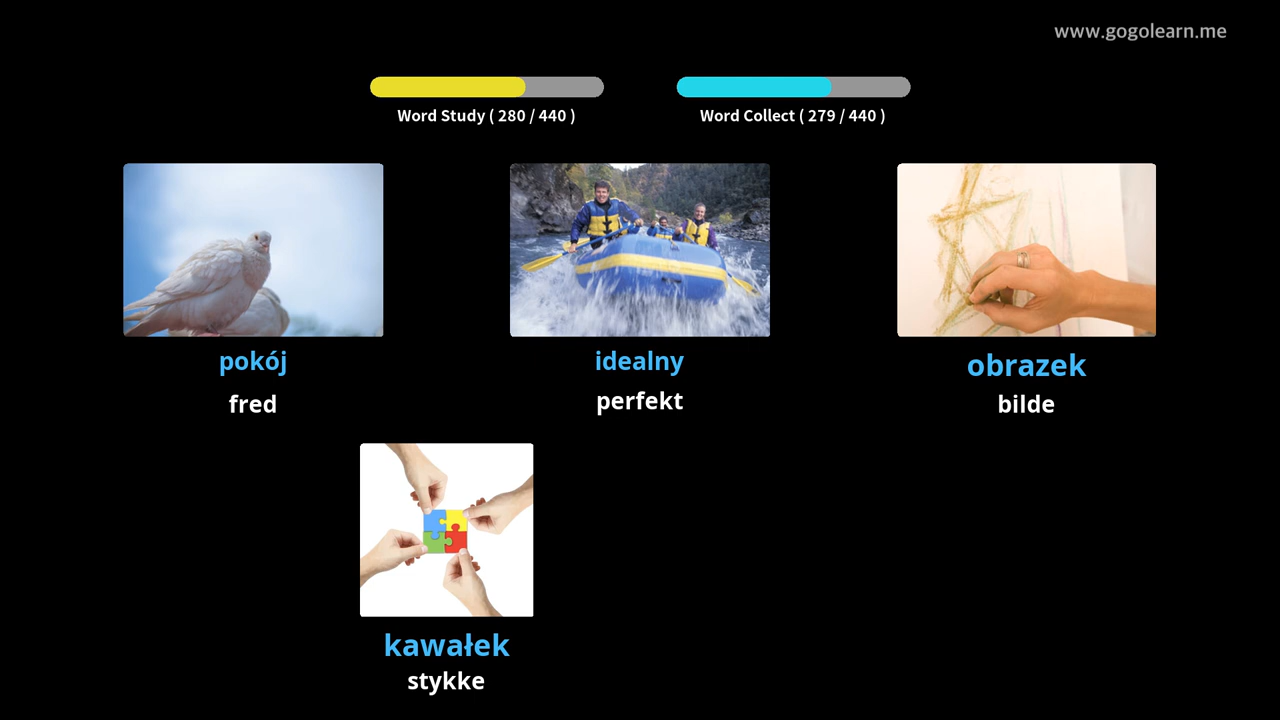 www.gogolearn.me
Word Study ( 280 / 440 )
Word Collect ( 279 / 440 )
pokój
fred
idealny
perfekt
obrazek
bilde
kawałek
stykke